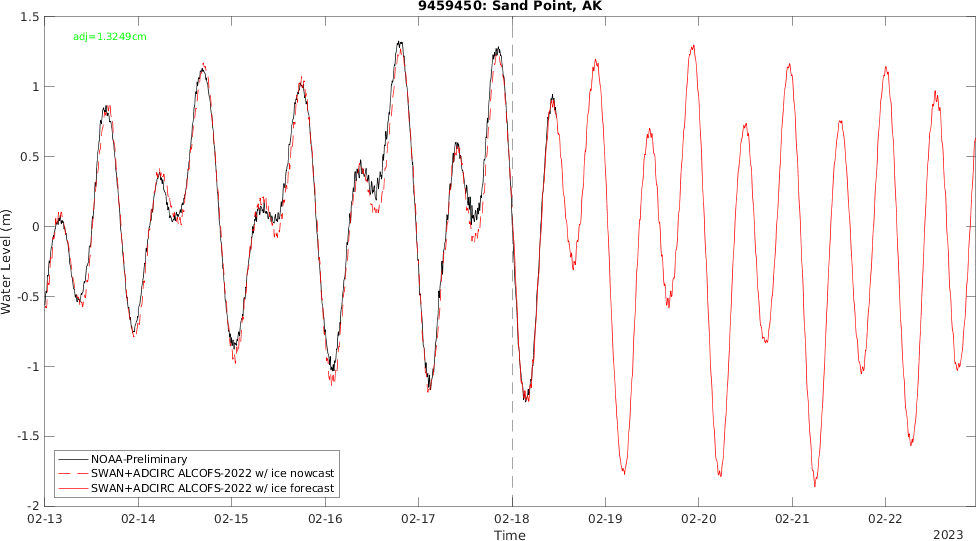 9459450: Sand Point, AK
adj=1.3249cm
1.5
1
0.5
0
-0.5
-1
-1.5
-2
Water Level (m)
NOAA-Preliminary
SWAN+ADCIRC ALCOFS-2022 w/ ice nowcast
SWAN+ADCIRC ALCOFS-2022 w/ ice forecast
02-13 02-14 02-15 02-16 02-17 02-18 02-19 02-20 02-21 02-22
Time
2023